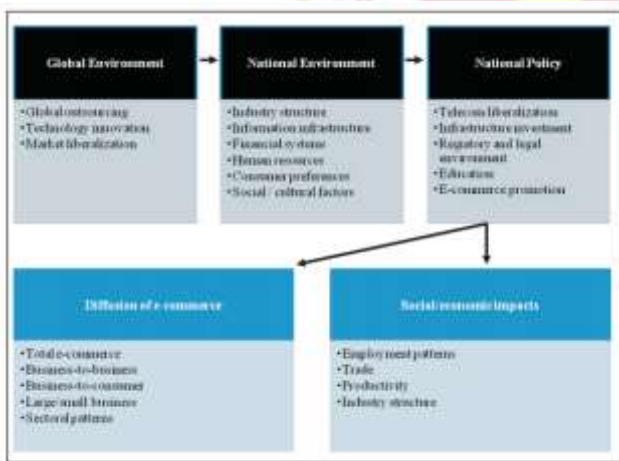 Global Environment
• Global outsourcing
• Technology innovation
• Market liberalization
National Environment
• Industry structure
• Information infrastructure
• Financial systems
• Human resources
• Consumer preferences
• Social / cultural factors
National Policy
• Telecom liberalization
• Infrastructure investment
• Regulatory and legal
environment
• Education
• E-commerce promotion
Diffusion of e-commerce
• Total e-commerce
• Business-to-business
• Business-to-consumer
• Large/small business
• Sectoral patterns
Social/economic impacts
• Employment patterns
• Trade
• Productivity
• Industry structure